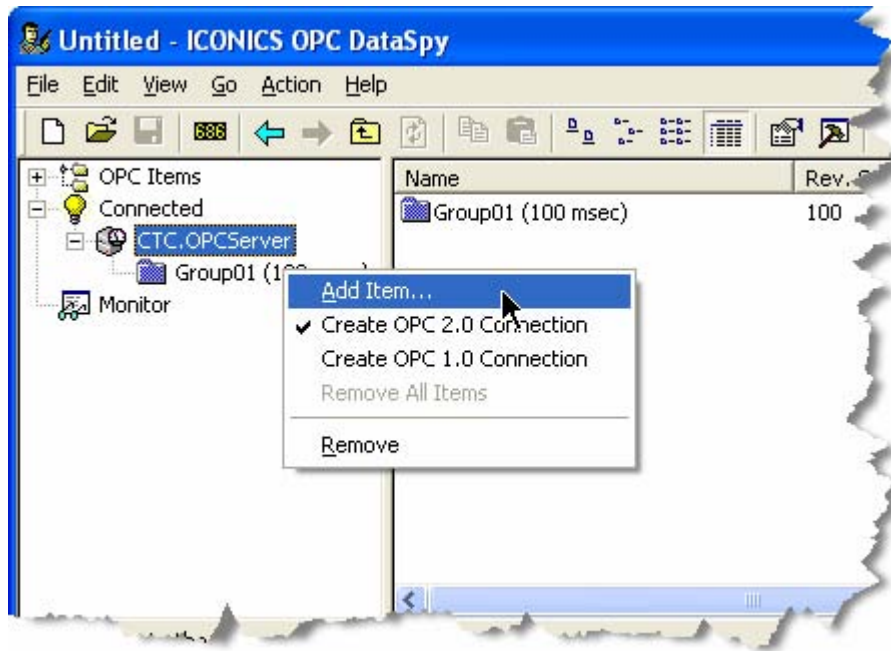 Untitled - ICONICS OPC DataSpy
File Edit View Go Action Help
686
OPC Items
Connected
CTC.OPCServer
Group01
Monitor
Name
Rev.
Group01 (100 msec)
100
Add Item...
Create OPC 2.0 Connection
Create OPC 1.0 Connection
Remove All Items
Remove